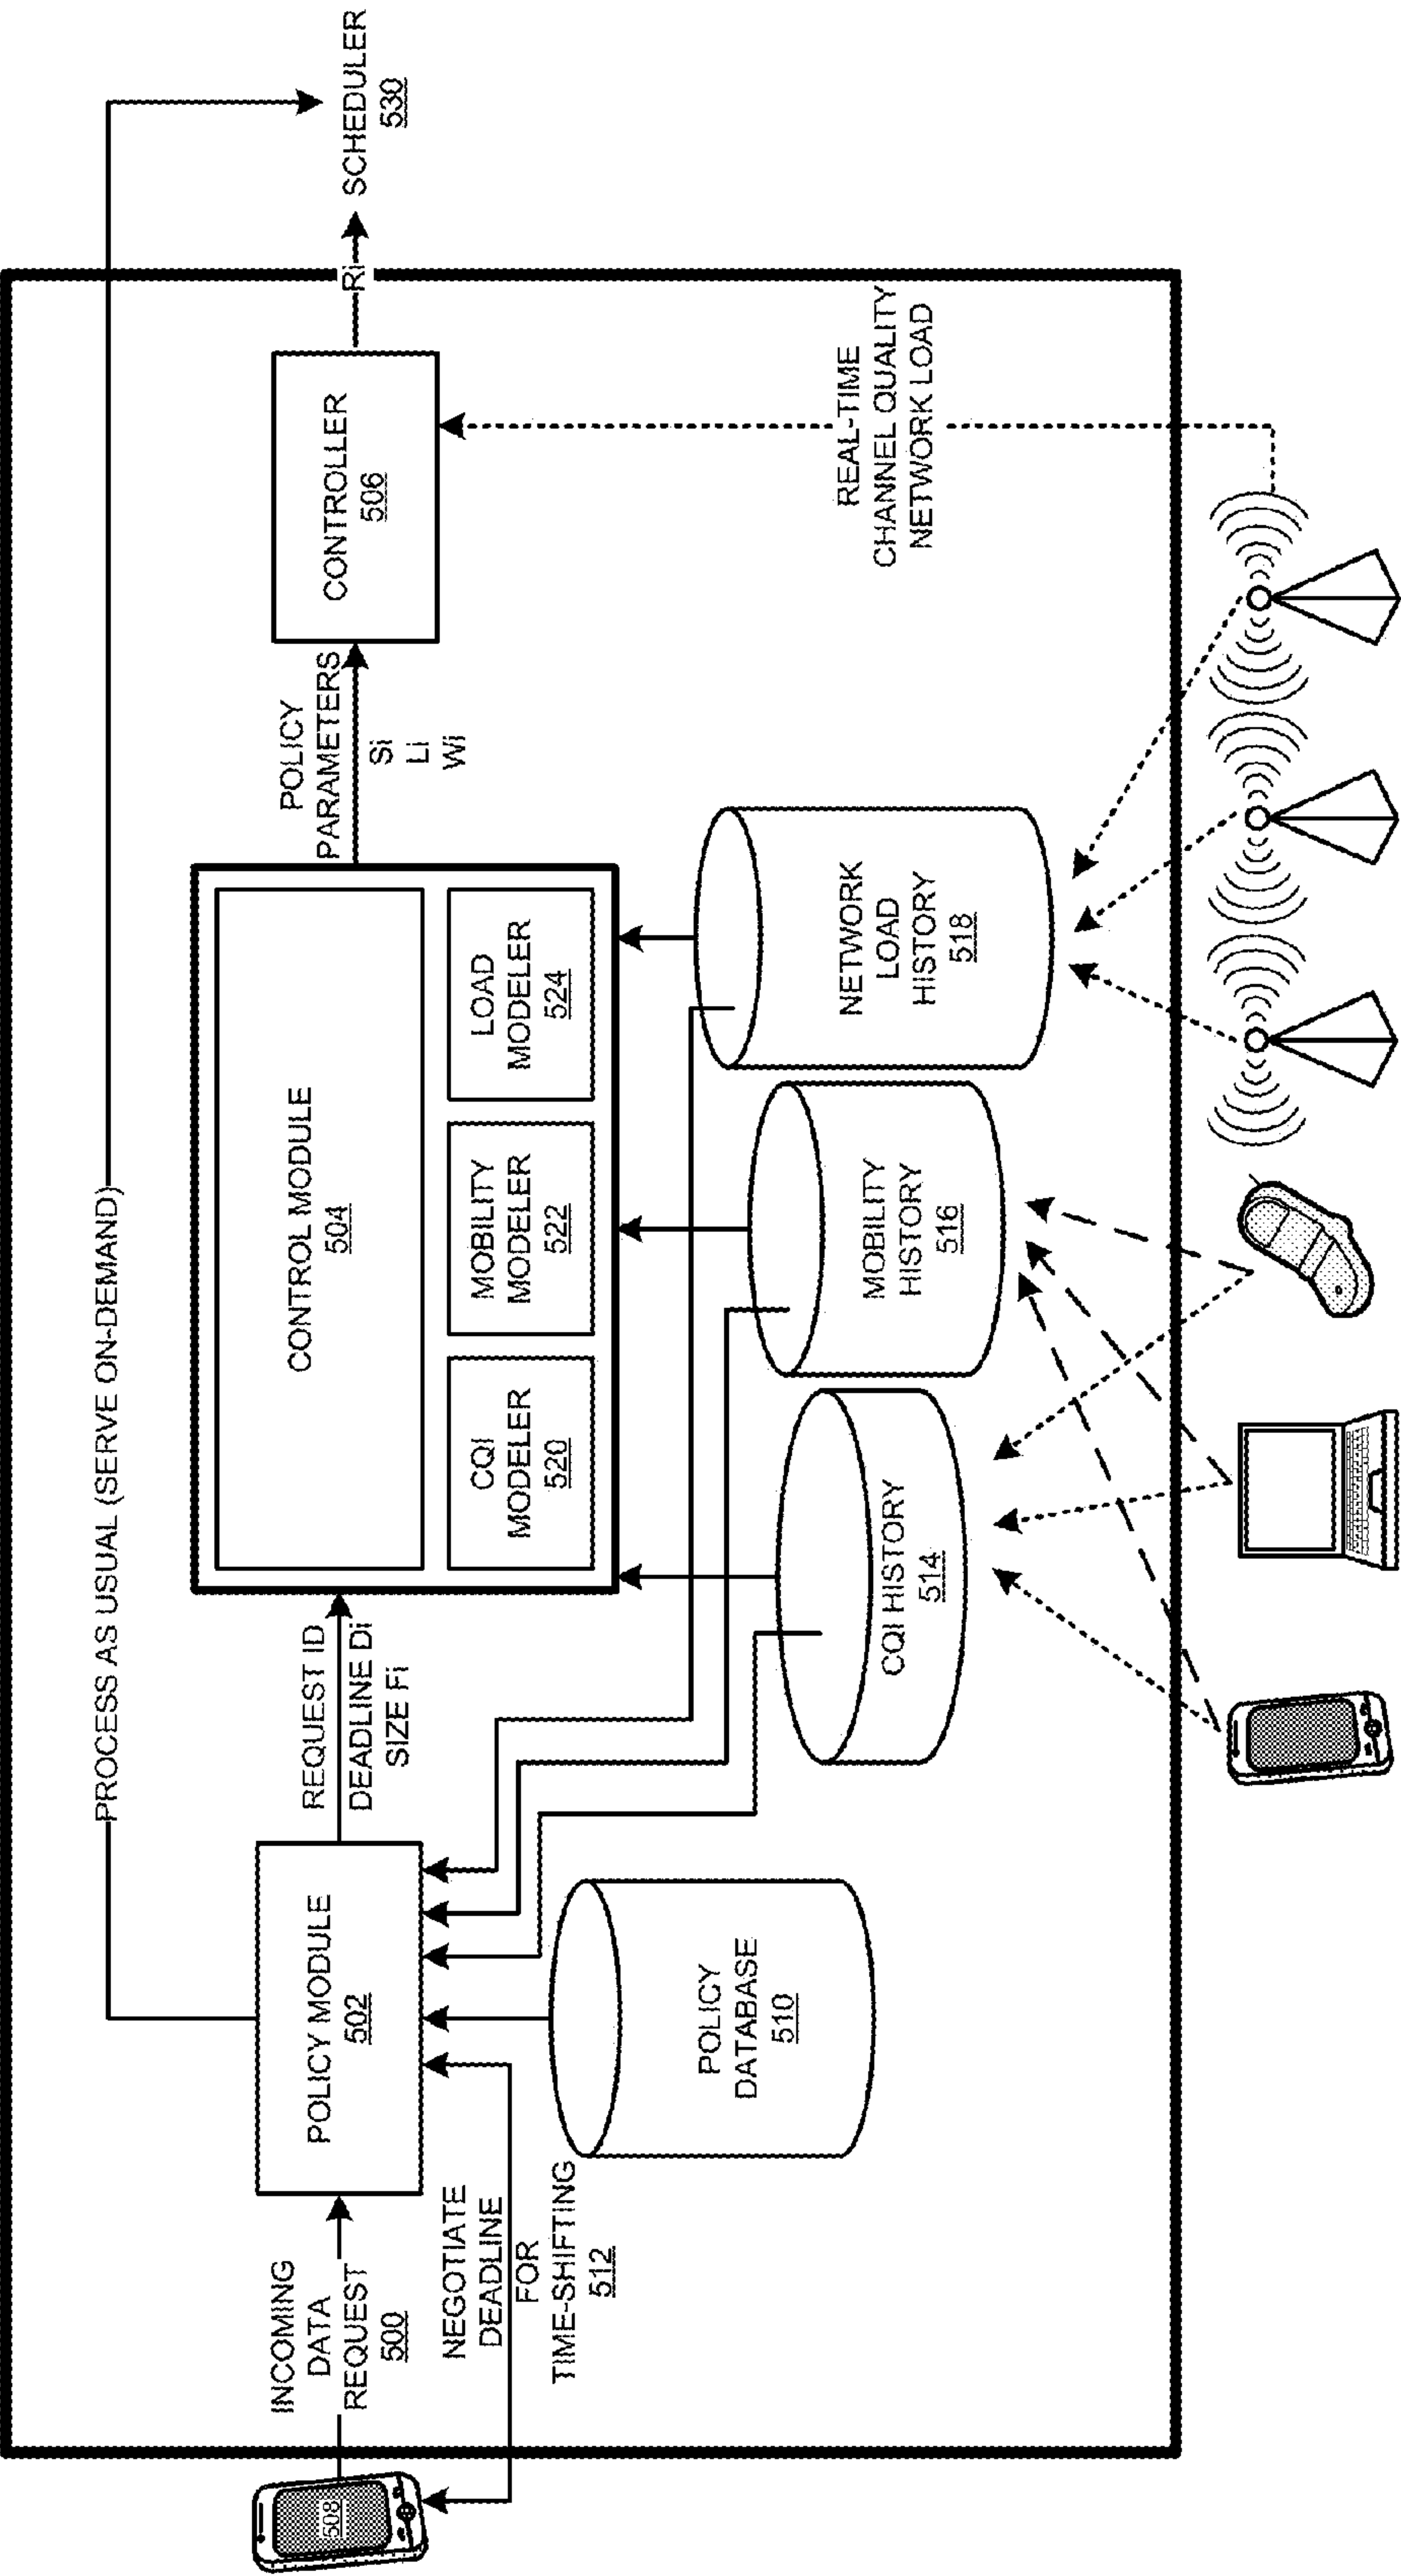 508
INCOMING
DATA
REQUEST
500
NEGOTIATE
DEADLINE
FOR
TIME-SHIFTING
512
POLICY MODULE
502
POLICY
DATABASE
510
PROCESS AS USUAL (SERVE ON-DEMAND)
REQUEST ID
DEADLINE Di
SIZE Fi
CONTROL MODULE
504
CQI
MODELER
520
MOBILITY
MODELER
522
LOAD
MODELER
524
CQI HISTORY
514
MOBILITY
HISTORY
516
NETWORK
LOAD
HISTORY
518
POLICY
PARAMETERS
Si
Li
Wi
CONTROLLER
506
REAL-TIME
CHANNEL QUALITY
NETWORK LOAD
Ri
SCHEDULER
530